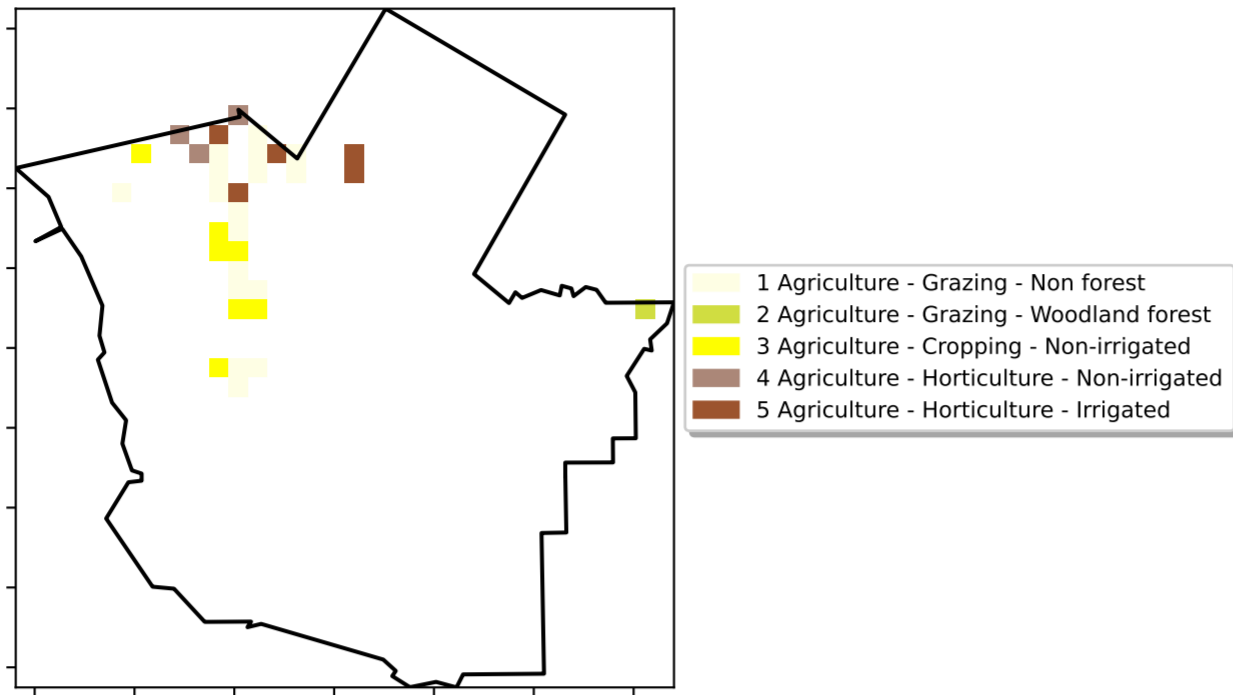 1 Agriculture - Grazing - Non forest
2 Agriculture - Grazing - Woodland forest
3 Agriculture - Cropping - Non-irrigated
4 Agriculture - Horticulture - Non-irrigated
5 Agriculture - Horticulture - Irrigated